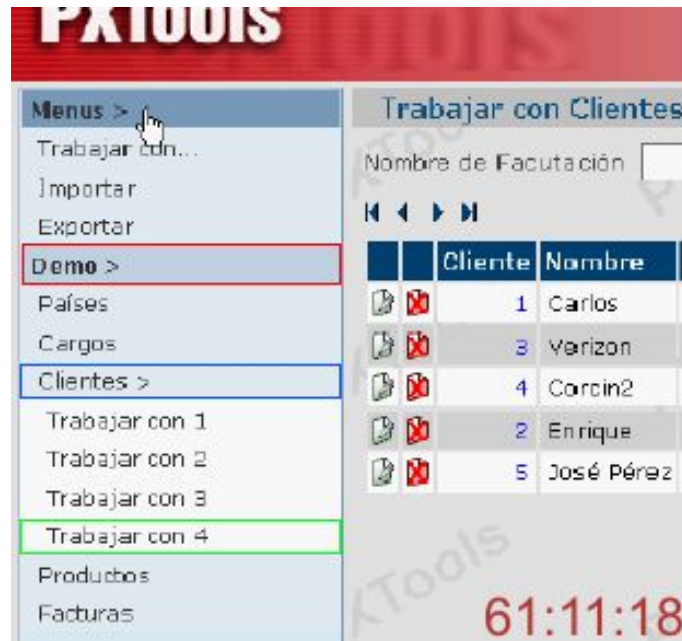 PXTools
Menus >
Trabajar con...
Importar
Exportar
Demo >
Países
Cargos
Clientes >
Trabajar con 1
Trabajar con 2
Trabajar con 3
Trabajar con 4
Productos
Facturas
Trabajar con Clientes
Nombre de Facutación
Cliente Nombre
1 Carlos
3 Verizon
4 Corcin2
2 Enrique
5 José Pérez
XTools
61:11:18